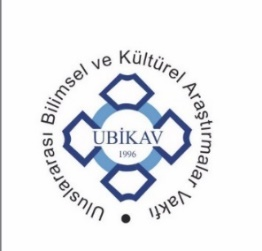 Uluslararası Bilimsel ve Kültürel Araştırmalar Vakfı
UBİKAV
1996